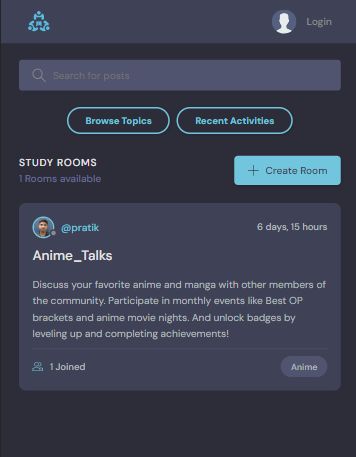 Login
Search for posts
Browse Topics
Recent Activities
STUDY ROOMS
1 Rooms available
Create Room
@pratik
6 days, 15 hours
Anime_Talks
Discuss your favorite anime and manga with other members of
the community. Participate in monthly events like Best OP
brackets and anime movie nights. And unlock badges by
leveling up and completing achievements!
1 Joined
Anime